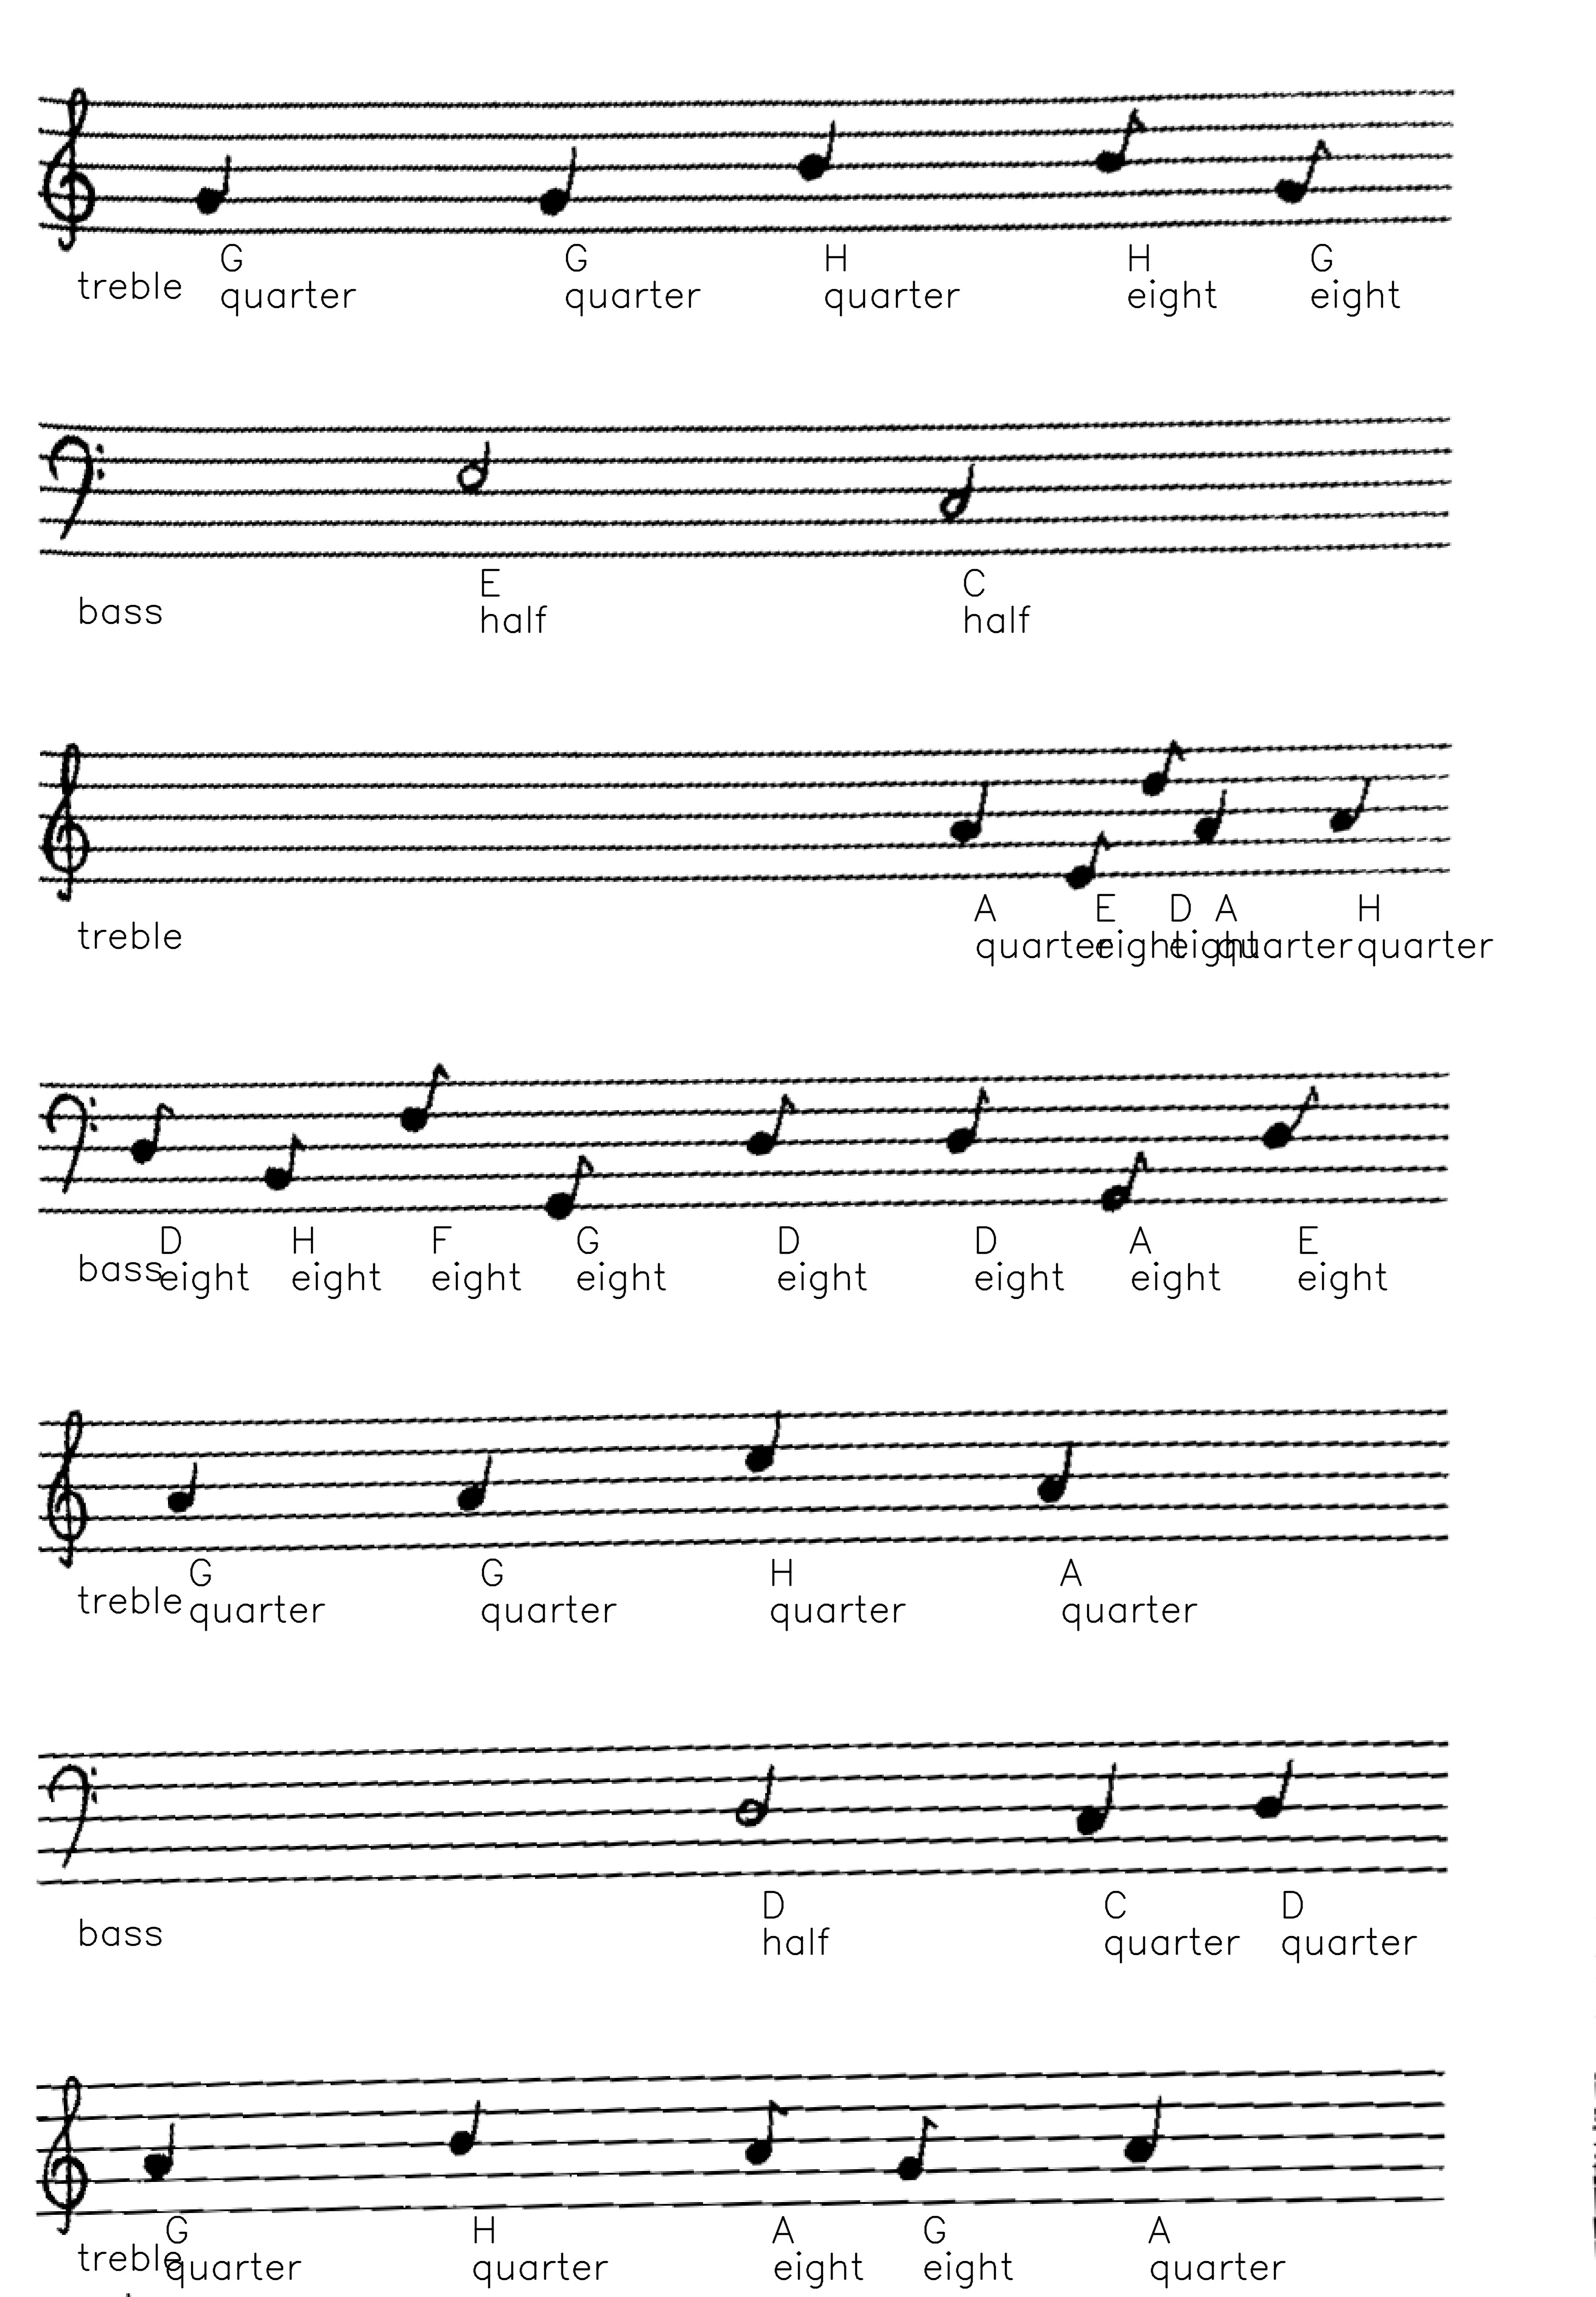 G G H H G
treble quarter quarter quarter eight eight
E C
bass half half
A E D A H
treble quarter eight eight quarter quarter
D H F G D D A E
bass eight eight eight eight eight eight eight eight
G G H A
treble quarter quarter quarter quarter
D C D
bass half quarter quarter
G H A G A
treble quarter quarter eight eight quarter